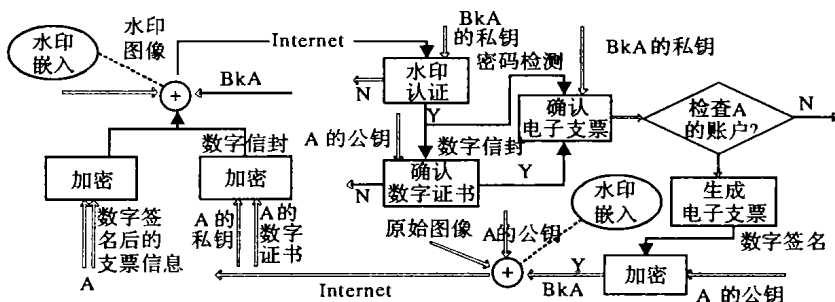 水印
嵌入
水印
图像
Internet
BkA
BkA
的私钥
水印
认证
N
Y
密码检测
BkA的私钥
确认
电子支票
检查A
的账户?
N
生成
电子支票
数字签名
加密
A 的公钥
Y
BkA
水印
嵌入
A的公钥
原始图像
Internet
A 的公钥
数字信封
确认
数字证书
N
Y
数字信封
加密
加密
数字签
名后的
支票信息
A
A 的
私钥
A 的
数字
证书